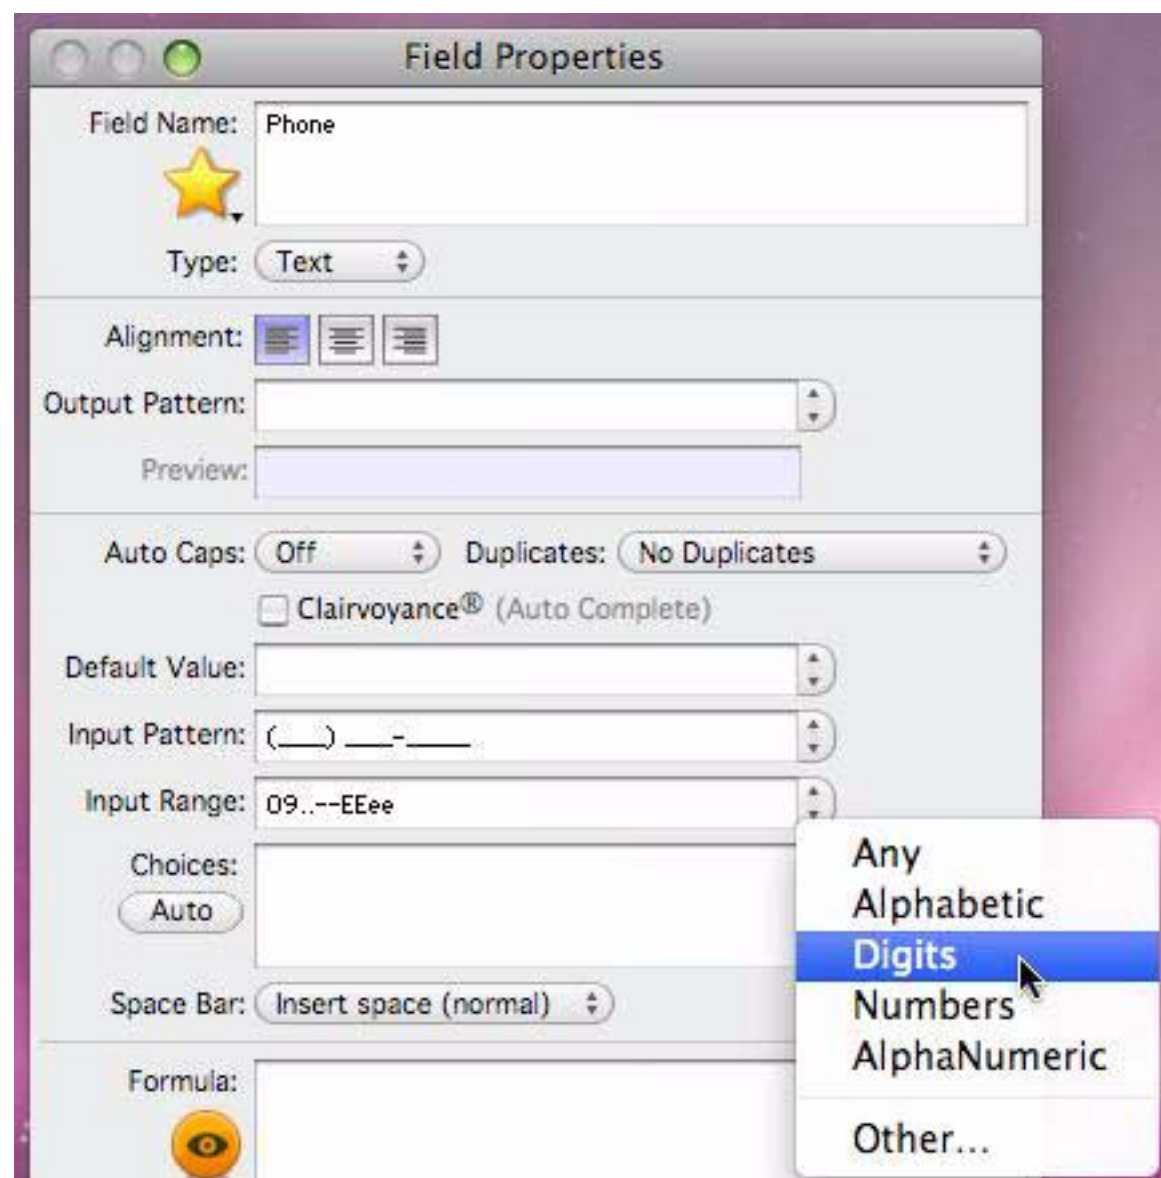 Field Properties
Field Name: Phone
Type: Text
Alignment:
Output Pattern:
Preview:
Auto Caps: Off Duplicates: No Duplicates
Clairvoyance® (Auto Complete)
Default Value:
Input Pattern: (___) ___-____
Input Range: 09..--EEee
Choices:
Auto
Space Bar: Insert space (normal)
Formula:
Any
Alphabetic
Digits
Numbers
AlphaNumeric
Other...